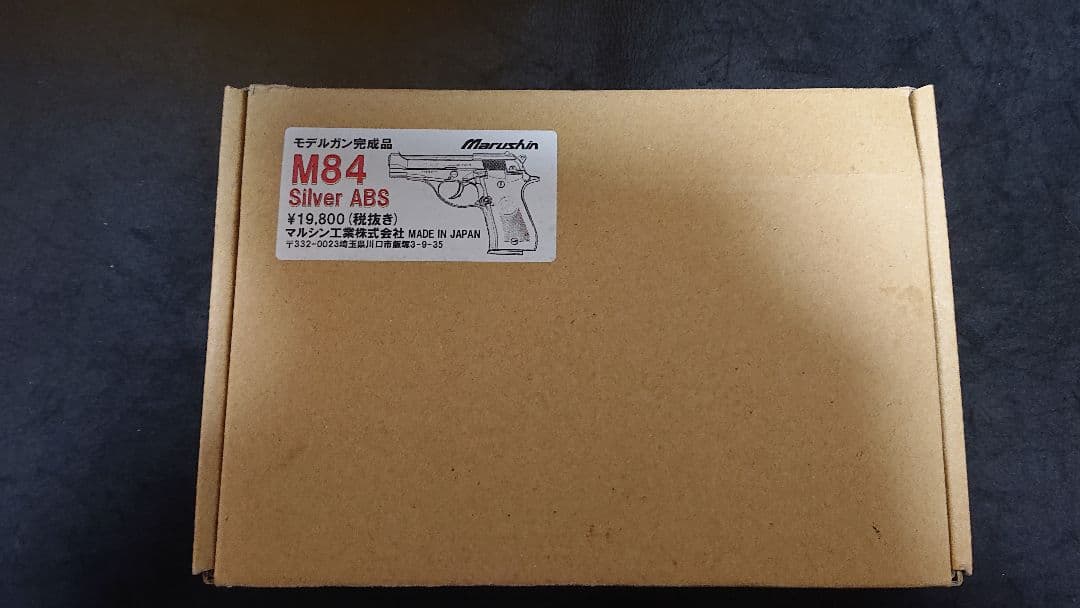 モデルガン完成品 Marushin
M84
Silver ABS
¥19,800(税抜き)
マルシン工業株式会社 MADE IN JAPAN
〒332-0023埼玉県川口市飯塚3-9-35